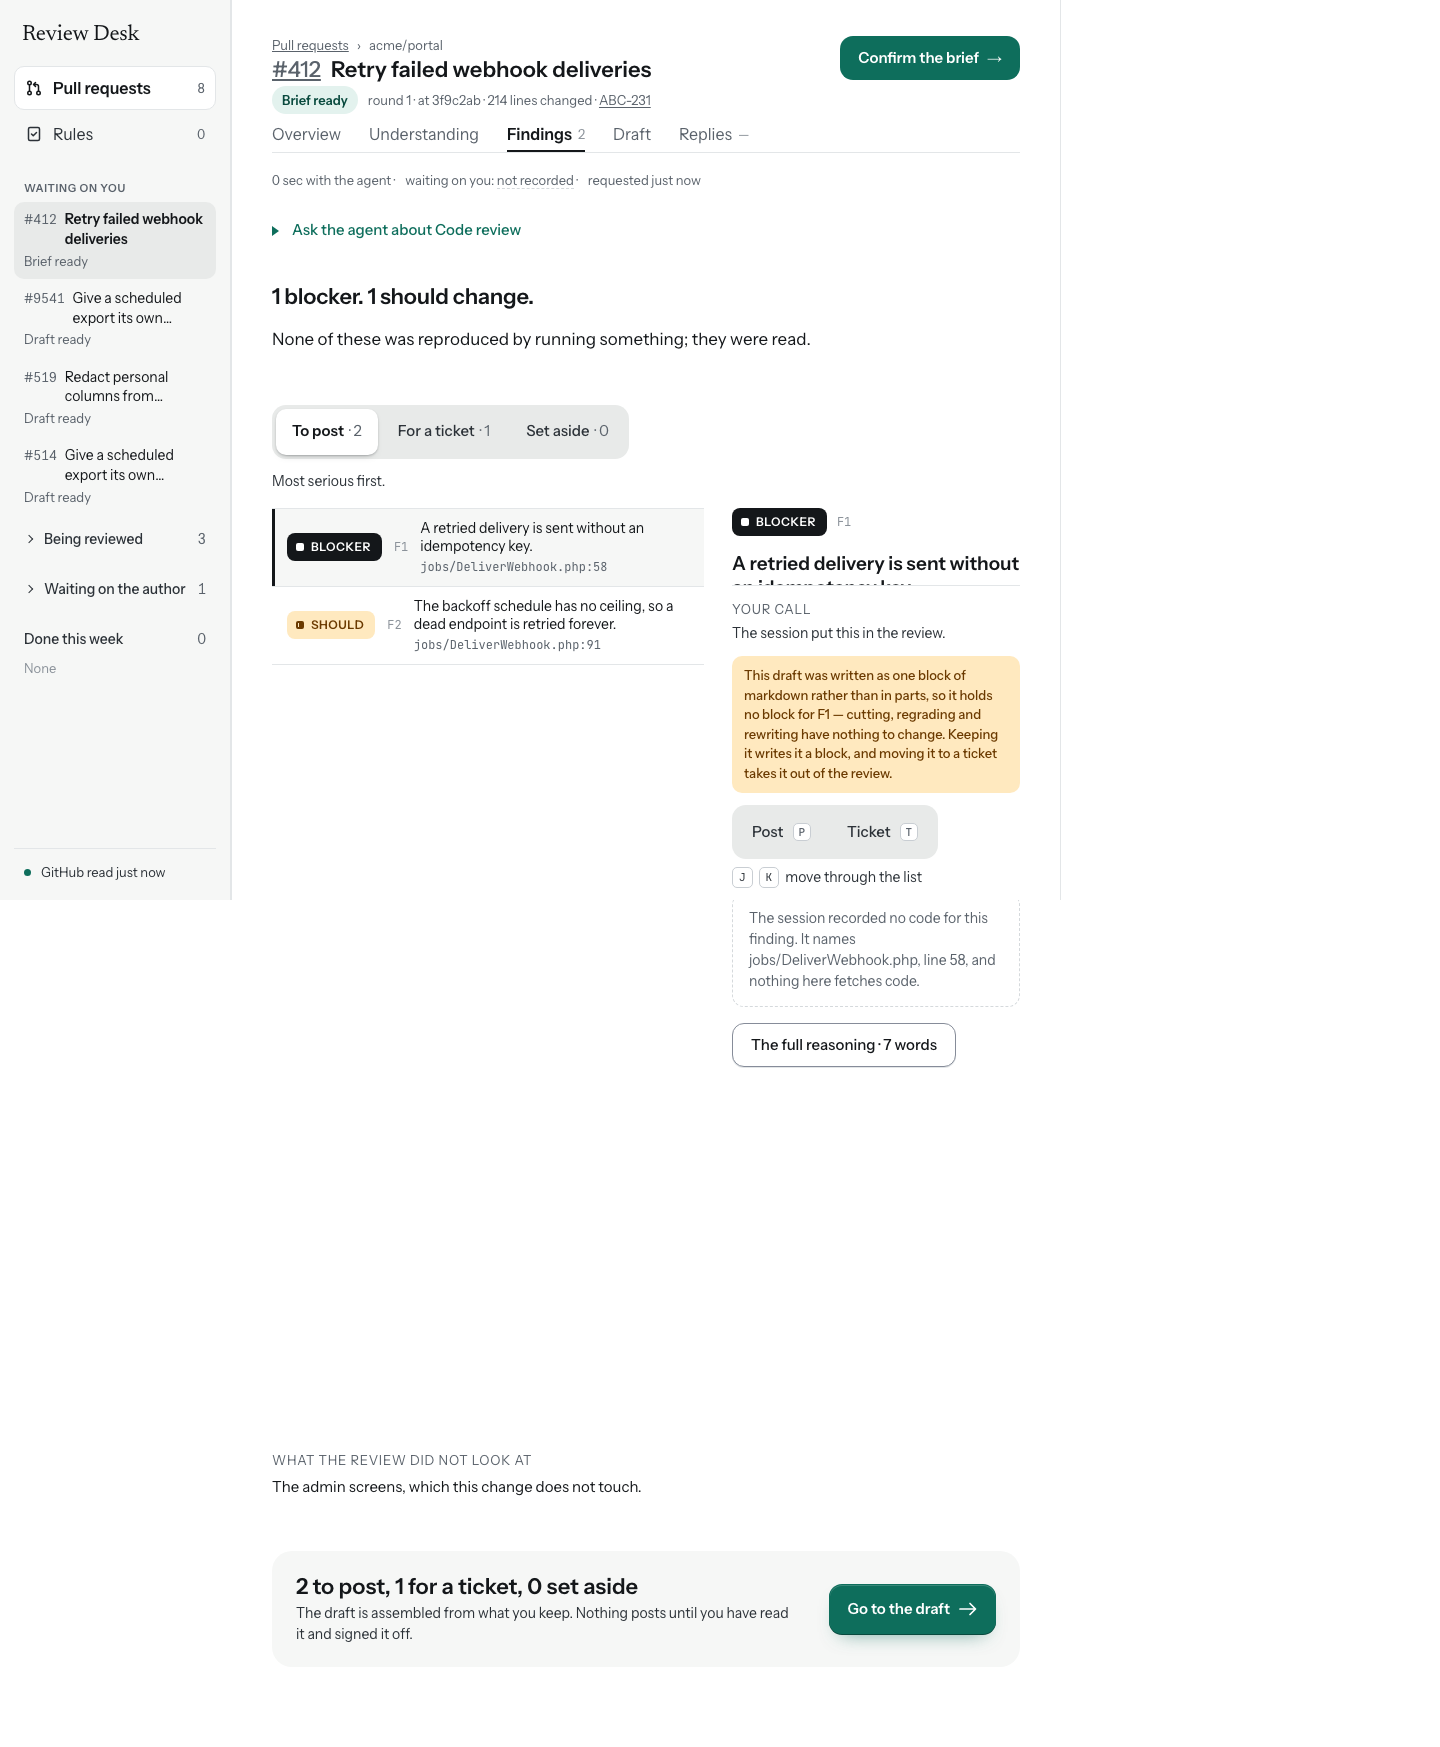 Review Desk
Pull requests 8
Rules 0
WAITING ON YOU
#412 Retry failed webhook
deliveries
Brief ready
#9541 Give a scheduled
export its own…
Draft ready
#519 Redact personal
columns from…
Draft ready
#514 Give a scheduled
export its own…
Draft ready
Being reviewed 3
Waiting on the author 1
Done this week 0
None
GitHub read just now
Pull requests › acme/portal
#412 Retry failed webhook deliveries
Confirm the brief →
Brief ready round 1 · at 3f9c2ab · 214 lines changed · ABC-231
Overview Understanding Findings 2 Draft Replies —
0 sec with the agent · waiting on you: not recorded · requested just now
Ask the agent about Code review
1 blocker. 1 should change.
None of these was reproduced by running something; they were read.
To post · 2 For a ticket · 1 Set aside · 0
Most serious first.
BLOCKER F1 A retried delivery is sent without an
idempotency key.
jobs/DeliverWebhook.php:58
SHOULD F2 The backoff schedule has no ceiling, so a
dead endpoint is retried forever.
jobs/DeliverWebhook.php:91
BLOCKER F1
A retried delivery is sent without
an idempotency key.
YOUR CALL
The session put this in the review.
This draft was written as one block of
markdown rather than in parts, so it holds
no block for F1 — cutting, regrading and
rewriting have nothing to change. Keeping
it writes it a block, and moving it to a ticket
takes it out of the review.
Post P Ticket T
J K move through the list
The session recorded no code for this
finding. It names
jobs/DeliverWebhook.php, line 58, and
nothing here fetches code.
The full reasoning · 7 words
WHAT THE REVIEW DID NOT LOOK AT
The admin screens, which this change does not touch.
2 to post, 1 for a ticket, 0 set aside
The draft is assembled from what you keep. Nothing posts until you have read
it and signed it off.
Go to the draft →